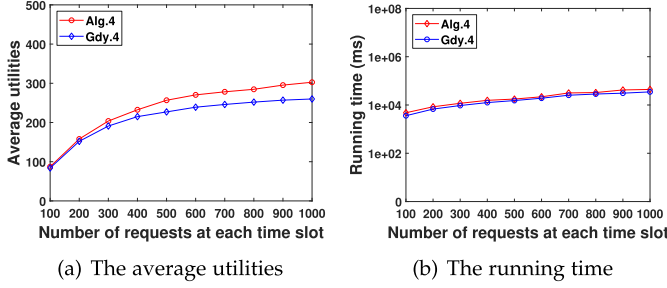 500
400
300
200
100
0
Average utilities
Alg.4
Gdy.4
100 200 300 400 500 600 700 800 900 1000
Number of requests at each time slot
(a) The average utilities
1e+08
1e+06
1e+04
1e+02
0
Running time (ms)
Alg.4
Gdy.4
100 200 300 400 500 600 700 800 900 1000
Number of requests at each time slot
(b) The running time